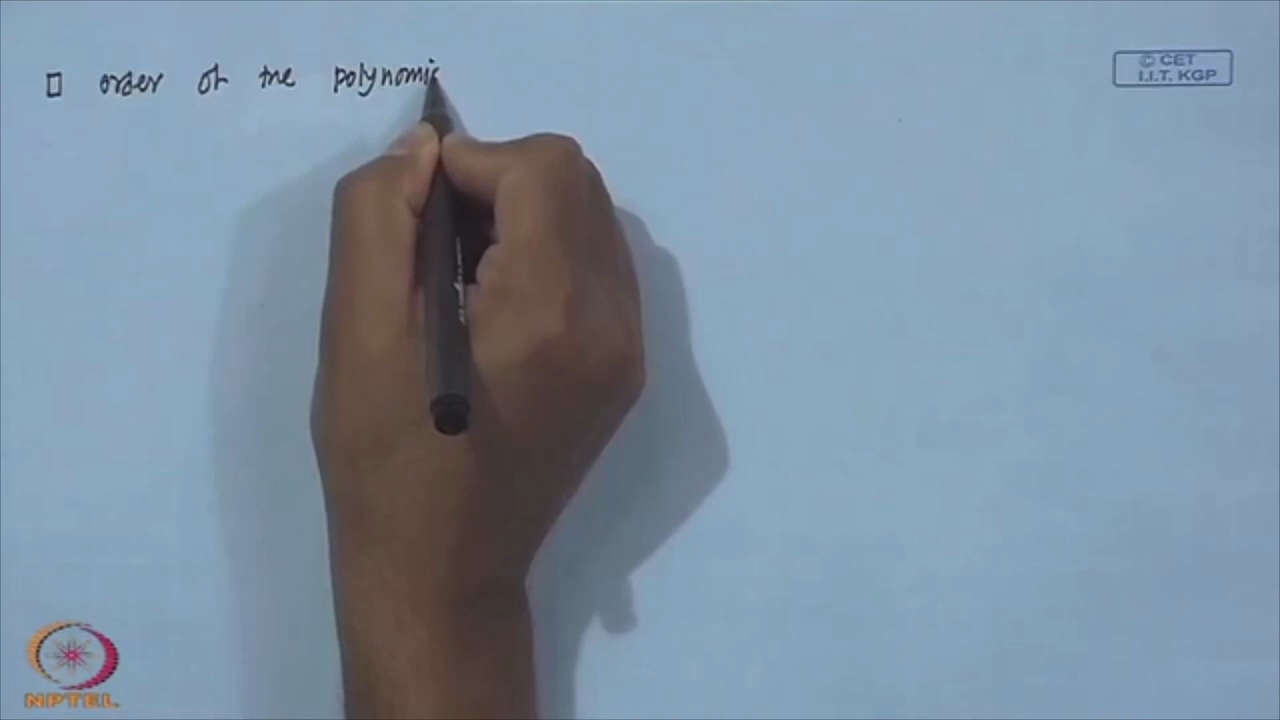 order of the polynomi
© CET
I.I.T. KGP
NPTEL